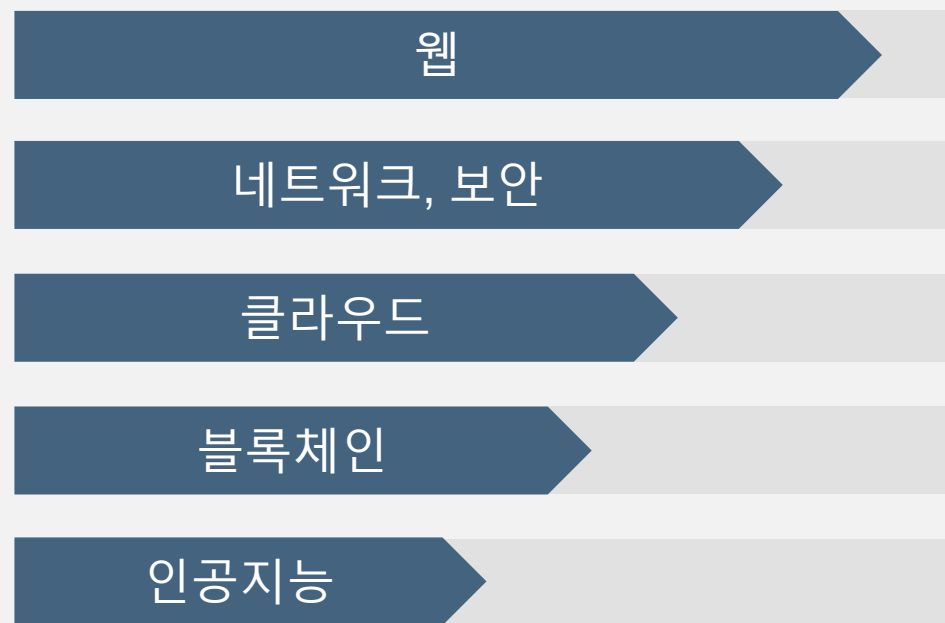 웹
네트워크, 보안
클라우드
블록체인
인공지능